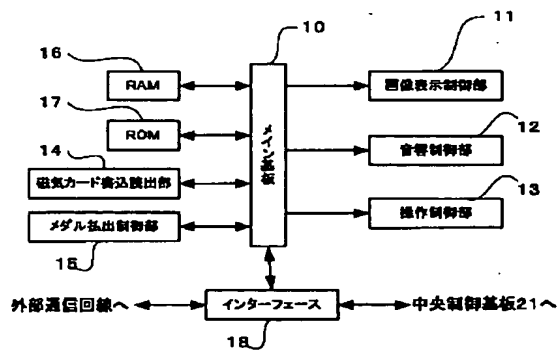 10
16
11
RAM
画像表示制御部
17
12
ROM
音響制御部
14
13
磁気カード書込読出部
メイン制御
操作制御部
メダル払出制御部
15
外部通信回線へ
インターフェース
中央制御基板21へ
18